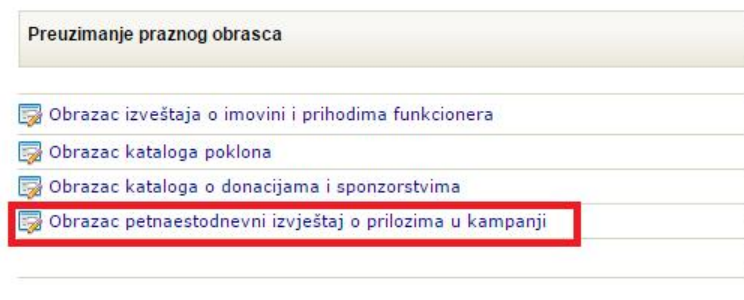 Preuzimanje praznog obrasca
Obrazac izveštaja o imovini i prihodima funkcionera
Obrazac kataloga poklona
Obrazac kataloga o donacijama i sponzorstvima
Obrazac petnaestodnevni izvještaj o prilozima u kampanji